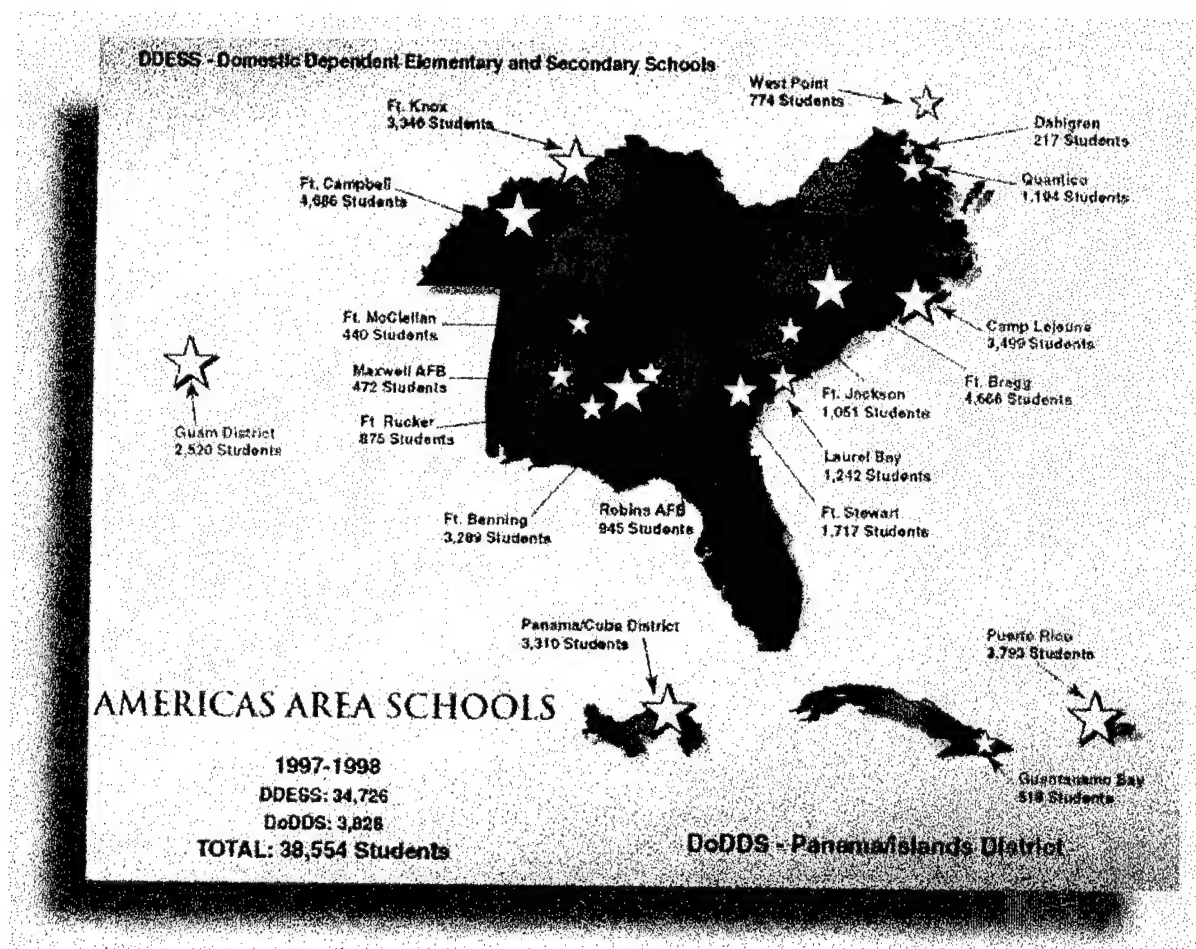 DDESS - Domestic Dependent Elementary and Secondary Schools
West Point
774 Students
Ft. Knox
3,346 Students
Dahlgren
217 Students
Quantico
1,194 Students
Ft. Campbell
4,686 Students
Ft. McClellan
440 Students
Camp Lejeune
3,499 Students
Maxwell AFB
472 Students
Ft. Bragg
4,666 Students
Ft. Jackson
1,051 Students
Ft Rucker
875 Students
Guam District
2,520 Students
Laurel Bay
1,242 Students
Ft. Benning
3,289 Students
Robins AFB
945 Students
Ft. Stewart
1,717 Students
Panama/Cuba District
3,310 Students
Puerto Rico
3,793 Students
AMERICAS AREA SCHOOLS
1997-1998
DDESS: 34,726
DoDDS: 3,828
TOTAL: 38,554 Students
Guantanamo Bay
518 Students
DoDDS - Panama/Islands District